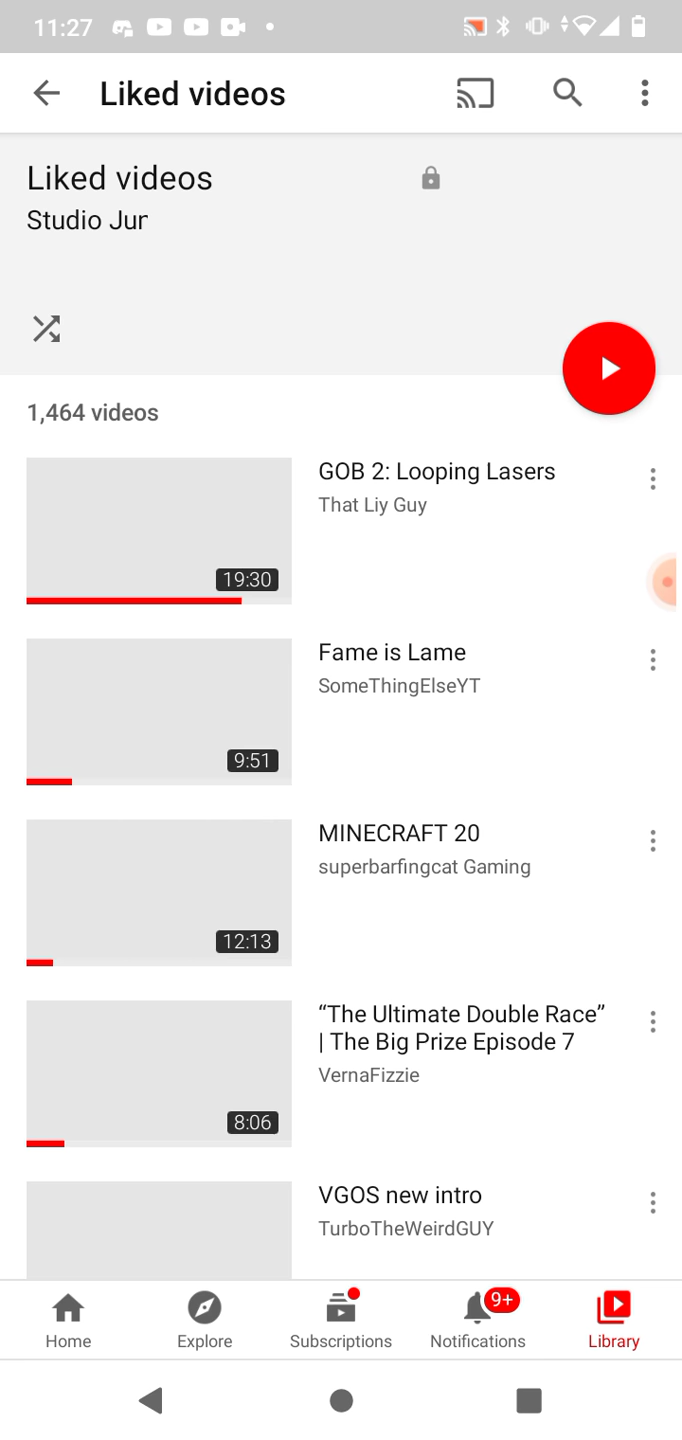 11:27
Liked videos
Liked videos
Studio Jur
1,464 videos
GOB 2: Looping Lasers
That Liy Guy
19:30
Fame is Lame
SomeThingElseYT
9:51
MINECRAFT 20
superbarfingcat Gaming
12:13
“The Ultimate Double Race”
| The Big Prize Episode 7
VernaFizzie
8:06
VGOS new intro
TurboTheWeirdGUY
9+
Home Explore Subscriptions Notifications Library